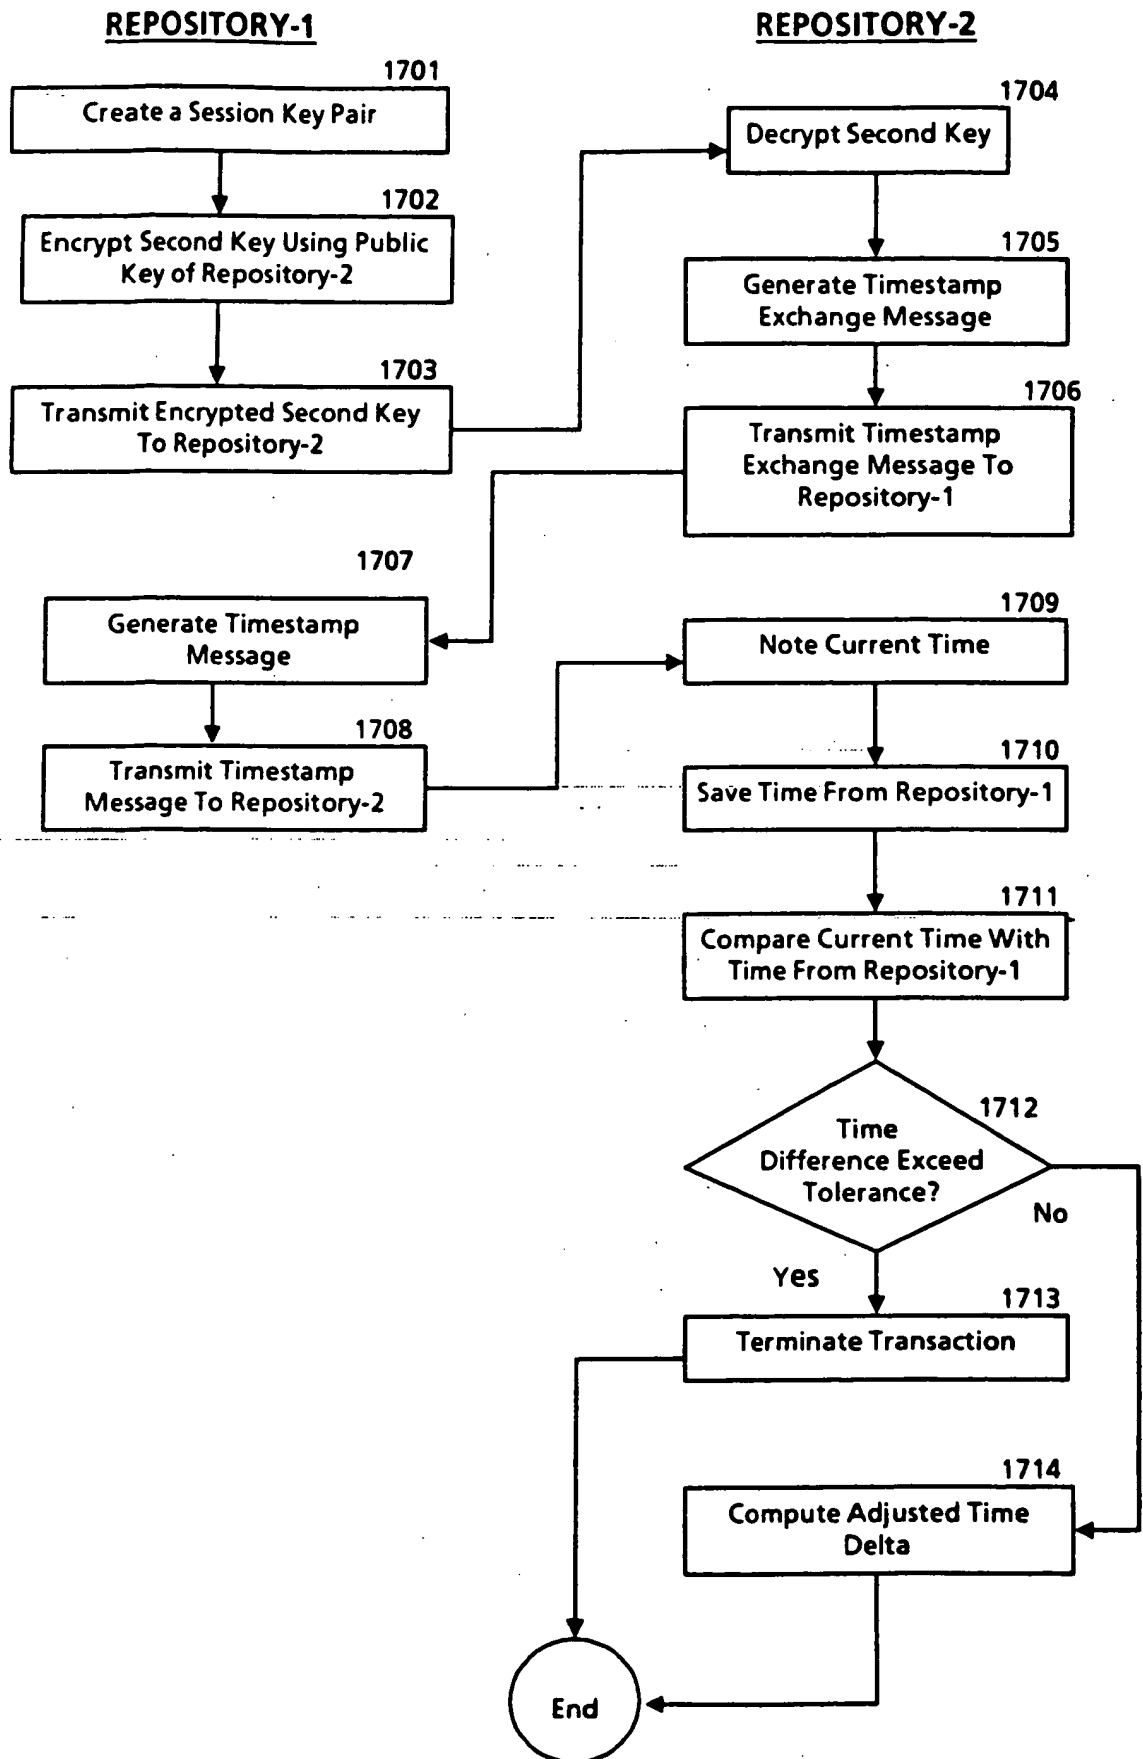 REPOSITORY-1
REPOSITORY-2
1701
Create a Session Key Pair
1702
Encrypt Second Key Using Public
Key of Repository-2
1703
Transmit Encrypted Second Key
To Repository-2
1704
Decrypt Second Key
1705
Generate Timestamp
Exchange Message
1706
Transmit Timestamp
Exchange Message To
Repository-1
1707
Generate Timestamp
Message
1708
Transmit Timestamp
Message To Repository-2
1709
Note Current Time
1710
Save Time From Repository-1
1711
Compare Current Time With
Time From Repository-1
1712
Time
Difference Exceed
Tolerance?
No
Yes
1713
Terminate Transaction
1714
Compute Adjusted Time
Delta
End